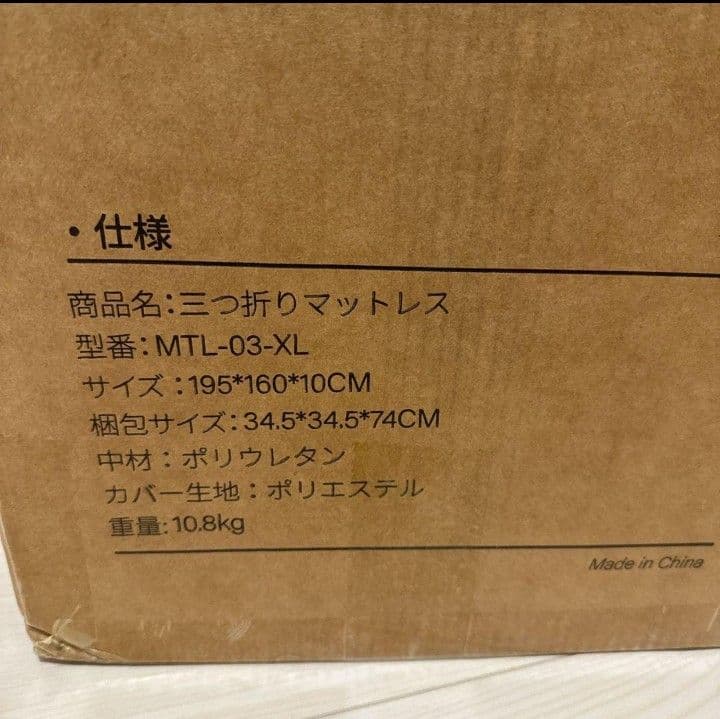 ・仕様
商品名:三つ折りマットレス
型番:MTL-03-XL
サイズ:195*160*10CM
梱包サイズ:34.5*34.5*74CM
中材:ポリウレタン
カバー生地:ポリエステル
重量:10.8kg
Made in China